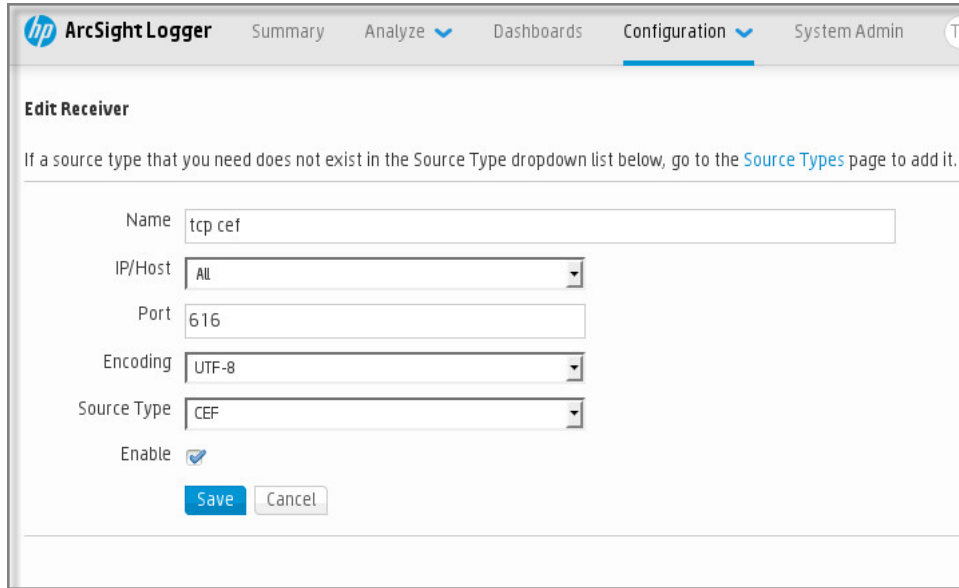 hp ArcSight Logger Summary Analyze Dashboards Configuration System Admin T
Edit Receiver
If a source type that you need does not exist in the Source Type dropdown list below, go to the Source Types page to add it.
Name tcp cef
IP/Host All
Port 616
Encoding UTF-8
Source Type CEF
Enable
Save Cancel